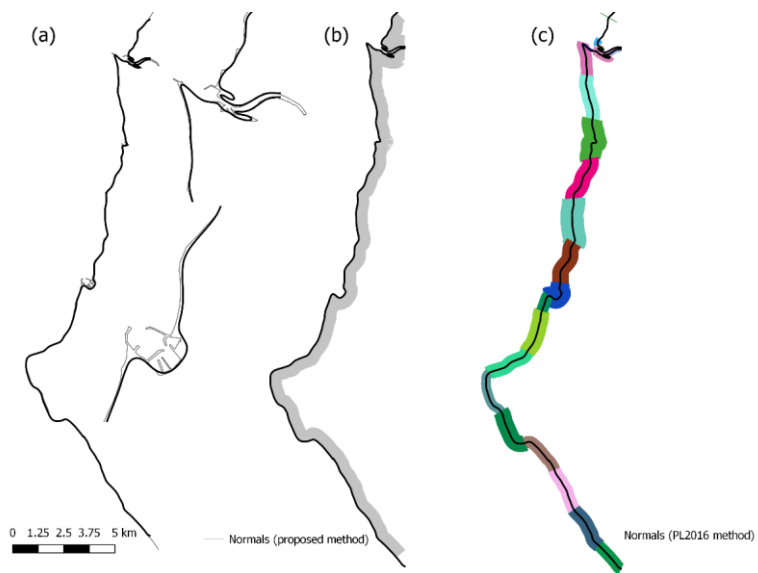 (a)
(b)
(c)
0 1.25 2.5 3.75 5 km
Normals (proposed method)
Normals (PL2016 method)